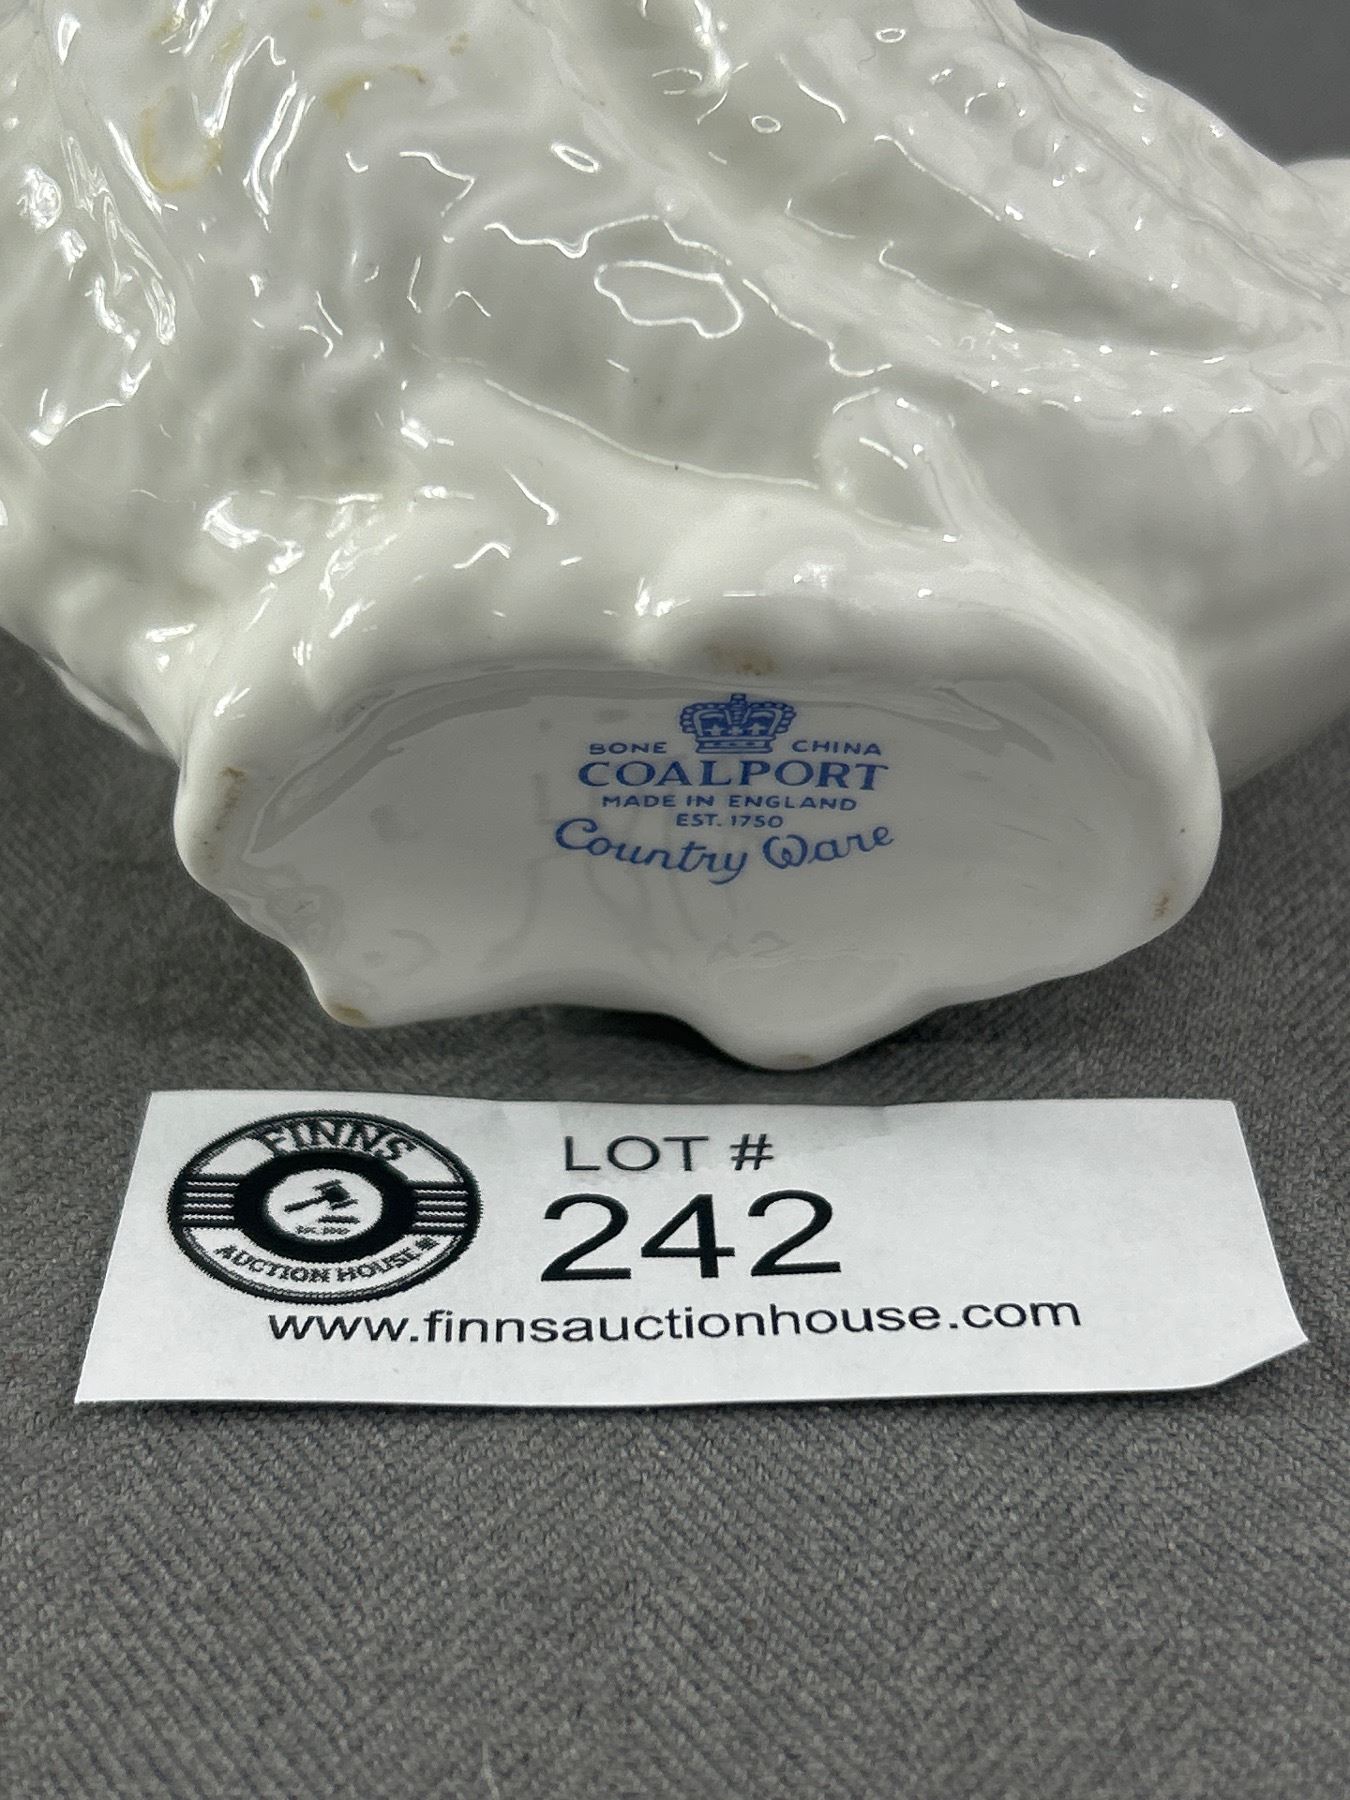 BONE CHINA
COALPORT
MADE IN ENGLAND
EST. 1750
Country Ware
FINNS
AUCTION HOUSE
LOT #
242
www.finnsauctionhouse.com